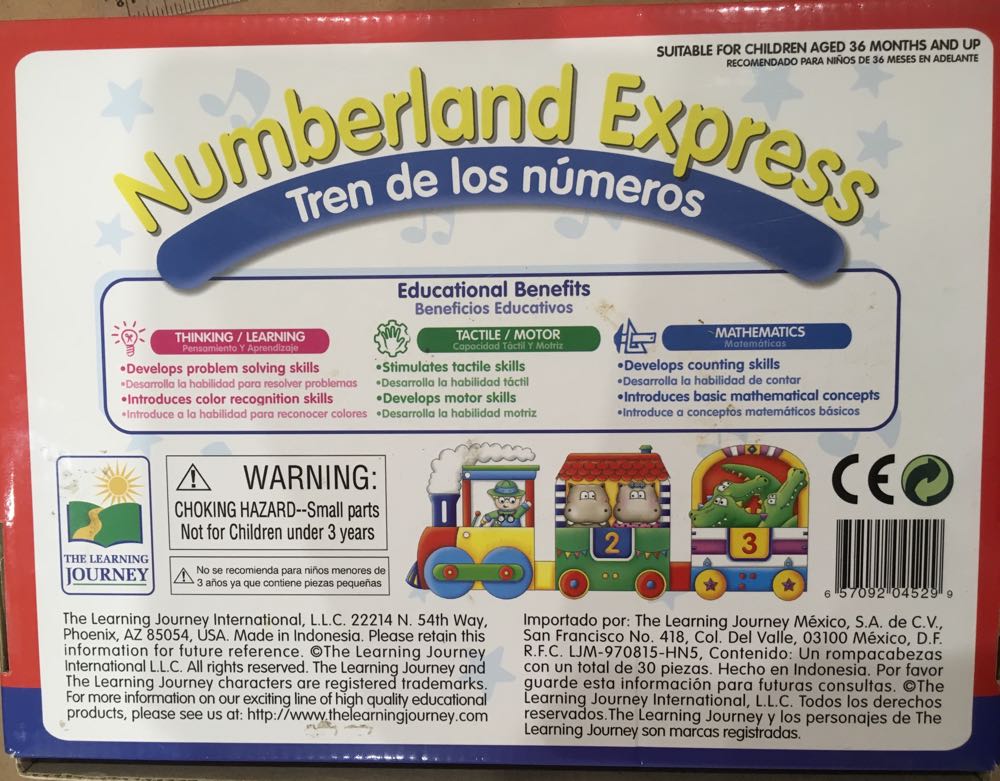 SUITABLE FOR CHILDREN AGED 36 MONTHS AND UP
RECOMENDADO PARA NIÑOS DE 36 MESES EN ADELANTE
Numberland Express
Tren de los números
Educational Benefits
Beneficios Educativos
THINKING / LEARNING
Pensamiento Y Aprendizaje
•Develops problem solving skills
•Desarrolla la habilidad para resolver problemas
•Introduces color recognition skills
•Introduce a la habilidad para reconocer colores
TACTILE / MOTOR
Capacidad Táctil Y Motriz
•Stimulates tactile skills
•Desarrolla la habilidad táctil
•Develops motor skills
•Desarrolla la habilidad motriz
MATHEMATICS
Matemáticas
•Develops counting skills
•Desarrolla la habilidad de contar
•Introduces basic mathematical concepts
•Introduce a conceptos matemáticos básicos
THE LEARNING
JOURNEY
WARNING:
CHOKING HAZARD--Small parts
Not for Children under 3 years
No se recomienda para niños menores de
3 años ya que contiene piezas pequeñas
2
3
CE
6 57092 04529 9
The Learning Journey International, L.L.C. 22214 N. 54th Way,
Phoenix, AZ 85054, USA. Made in Indonesia. Please retain this
information for future reference. ©The Learning Journey
International L.L.C. All rights reserved. The Learning Journey and
The Learning Journey characters are registered trademarks.
For more information on our exciting line of high quality educational
products, please see us at: http://www.thelearningjourney.com
Importado por: The Learning Journey México, S.A. de C.V.,
San Francisco No. 418, Col. Del Valle, 03100 México, D.F.
R.F.C. LJM-970815-HN5, Contenido: Un rompacabezas
con un total de 30 piezas. Hecho en Indonesia. Por favor
guarde esta información para futuras consultas. ©The
Learning Journey International, L.L.C. Todos los derechos
reservados.The Learning Journey y los personajes de The
Learning Journey son marcas registradas.